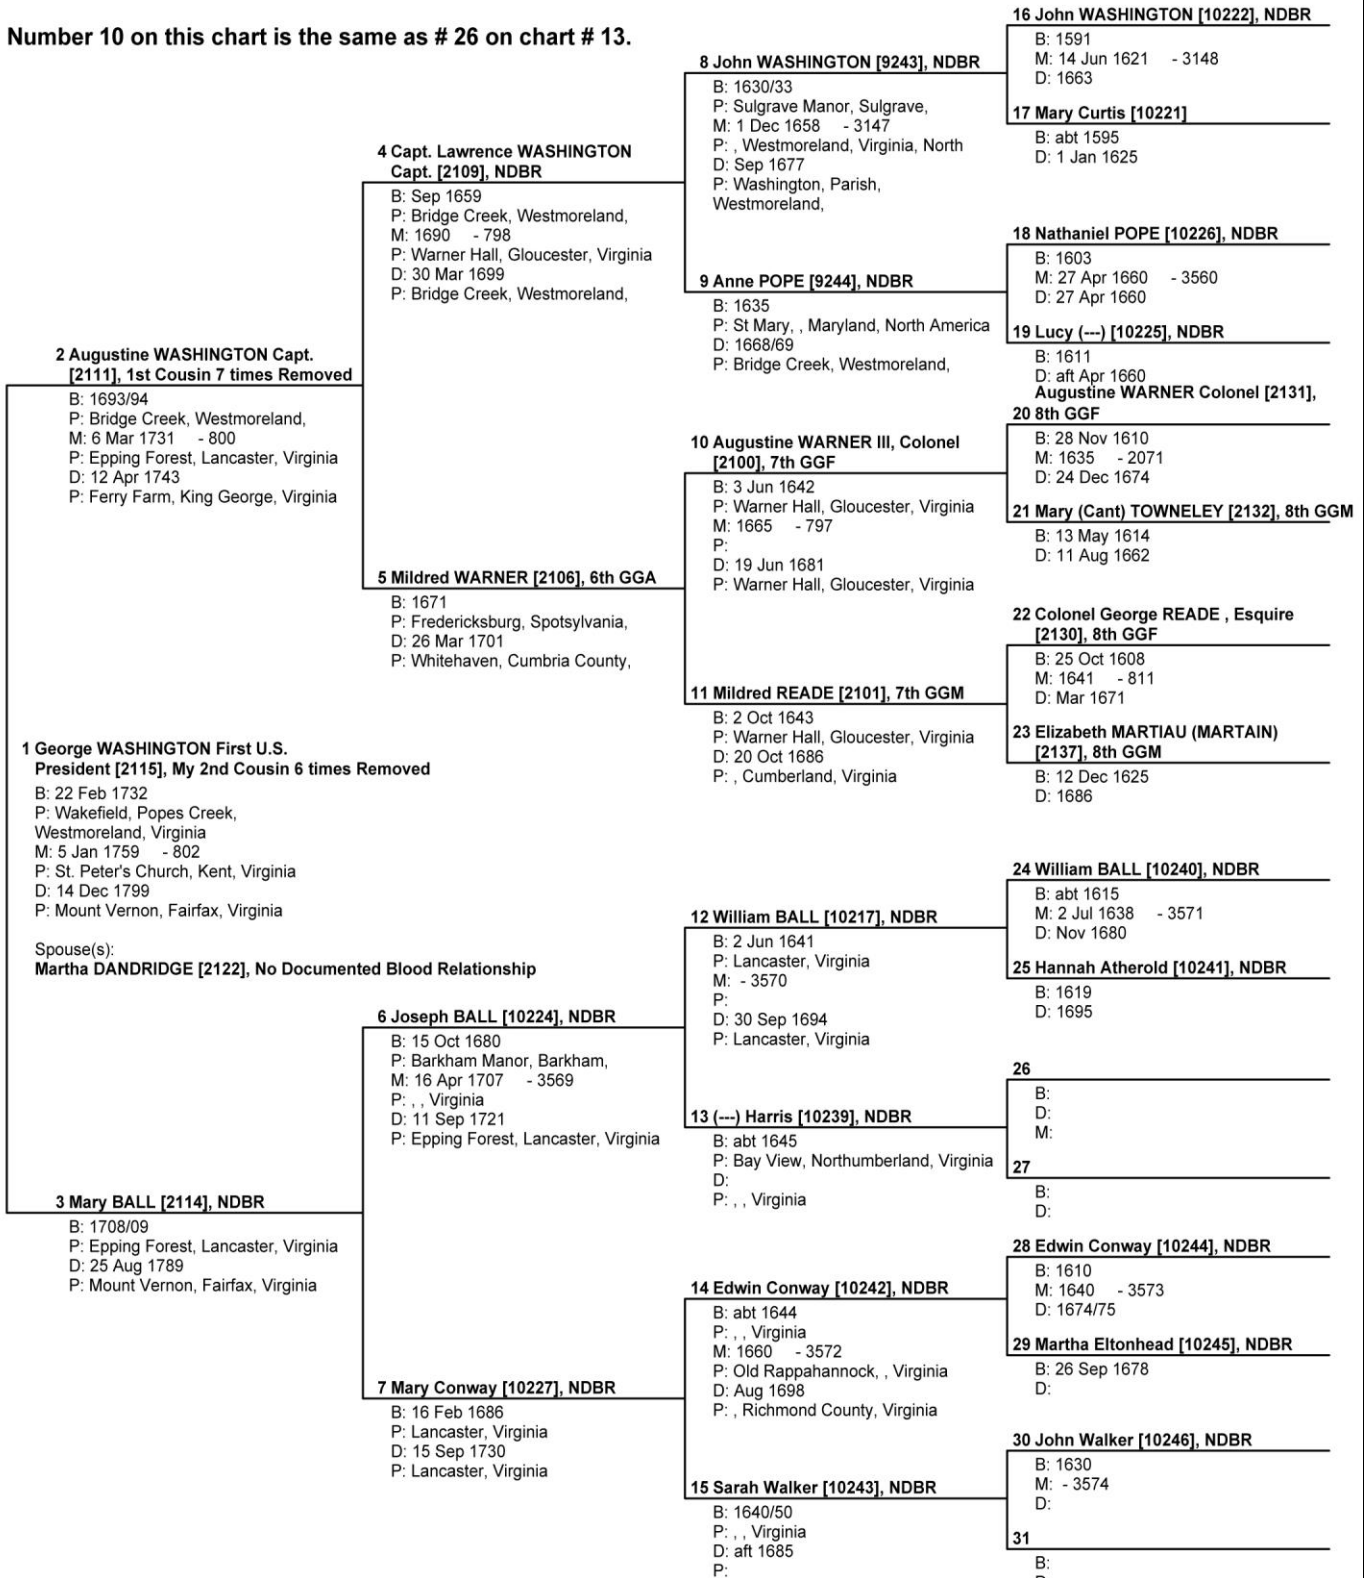 Number 10 on this chart is the same as # 26 on chart # 13.
1 George WASHINGTON First U.S.
President [2115], My 2nd Cousin 6 times Removed
B: 22 Feb 1732
P: Wakefield, Popes Creek,
Westmoreland, Virginia
M: 5 Jan 1759 - 802
P: St. Peter's Church, Kent, Virginia
D: 14 Dec 1799
P: Mount Vernon, Fairfax, Virginia
Spouse(s):
Martha DANDRIDGE [2122], No Documented Blood Relationship
2 Augustine WASHINGTON Capt.
[2111], 1st Cousin 7 times Removed
B: 1693/94
P: Bridge Creek, Westmoreland,
M: 6 Mar 1731 - 800
P: Epping Forest, Lancaster, Virginia
D: 12 Apr 1743
P: Ferry Farm, King George, Virginia
3 Mary BALL [2114], NDBR
B: 1708/09
P: Epping Forest, Lancaster, Virginia
D: 25 Aug 1789
P: Mount Vernon, Fairfax, Virginia
4 Capt. Lawrence WASHINGTON
Capt. [2109], NDBR
B: Sep 1659
P: Bridge Creek, Westmoreland,
M: 1690 - 798
P: Warner Hall, Gloucester, Virginia
D: 30 Mar 1699
P: Bridge Creek, Westmoreland,
5 Mildred WARNER [2106], 6th GGA
B: 1671
P: Fredericksburg, Spotsylvania,
D: 26 Mar 1701
P: Whitehaven, Cumbria County,
6 Joseph BALL [10224], NDBR
B: 15 Oct 1680
P: Barkham Manor, Barkham,
M: 16 Apr 1707 - 3569
P: , , Virginia
D: 11 Sep 1721
P: Epping Forest, Lancaster, Virginia
7 Mary Conway [10227], NDBR
B: 16 Feb 1686
P: Lancaster, Virginia
D: 15 Sep 1730
P: Lancaster, Virginia
8 John WASHINGTON [9243], NDBR
B: 1630/33
P: Sulgrave Manor, Sulgrave,
M: 1 Dec 1658 - 3147
P: , Westmoreland, Virginia, North
D: Sep 1677
P: Washington, Parish,
Westmoreland,
9 Anne POPE [9244], NDBR
B: 1635
P: St Mary, , Maryland, North America
D: 1668/69
P: Bridge Creek, Westmoreland,
10 Augustine WARNER III, Colonel
[2100], 7th GGF
B: 3 Jun 1642
P: Warner Hall, Gloucester, Virginia
M: 1665 - 797
P:
D: 19 Jun 1681
P: Warner Hall, Gloucester, Virginia
11 Mildred READE [2101], 7th GGM
B: 2 Oct 1643
P: Warner Hall, Gloucester, Virginia
D: 20 Oct 1686
P: , Cumberland, Virginia
12 William BALL [10217], NDBR
B: 2 Jun 1641
P: Lancaster, Virginia
M: - 3570
P:
D: 30 Sep 1694
P: Lancaster, Virginia
13 (---) Harris [10239], NDBR
B: abt 1645
P: Bay View, Northumberland, Virginia
D:
P: , , Virginia
14 Edwin Conway [10242], NDBR
B: abt 1644
P: , , Virginia
M: 1660 - 3572
P: Old Rappahannock, , Virginia
D: Aug 1698
P: , Richmond County, Virginia
15 Sarah Walker [10243], NDBR
B: 1640/50
P: , , Virginia
D: aft 1685
P:
16 John WASHINGTON [10222], NDBR
B: 1591
M: 14 Jun 1621 - 3148
D: 1663
17 Mary Curtis [10221]
B: abt 1595
D: 1 Jan 1625
18 Nathaniel POPE [10226], NDBR
B: 1603
M: 27 Apr 1660 - 3560
D: 27 Apr 1660
19 Lucy (---) [10225], NDBR
B: 1611
D: aft Apr 1660
Augustine WARNER Colonel [2131],
20 8th GGF
B: 28 Nov 1610
M: 1635 - 2071
D: 24 Dec 1674
21 Mary (Cant) TOWNELEY [2132], 8th GGM
B: 13 May 1614
D: 11 Aug 1662
22 Colonel George READE , Esquire
[2130], 8th GGF
B: 25 Oct 1608
M: 1641 - 811
D: Mar 1671
23 Elizabeth MARTIAU (MARTAIN)
[2137], 8th GGM
B: 12 Dec 1625
D: 1686
24 William BALL [10240], NDBR
B: abt 1615
M: 2 Jul 1638 - 3571
D: Nov 1680
25 Hannah Atherold [10241], NDBR
B: 1619
D: 1695
26
B:
D:
M:
27
B:
D:
28 Edwin Conway [10244], NDBR
B: 1610
M: 1640 - 3573
D: 1674/75
29 Martha Eltonhead [10245], NDBR
B: 26 Sep 1678
D:
30 John Walker [10246], NDBR
B: 1630
M: - 3574
D:
31
B: